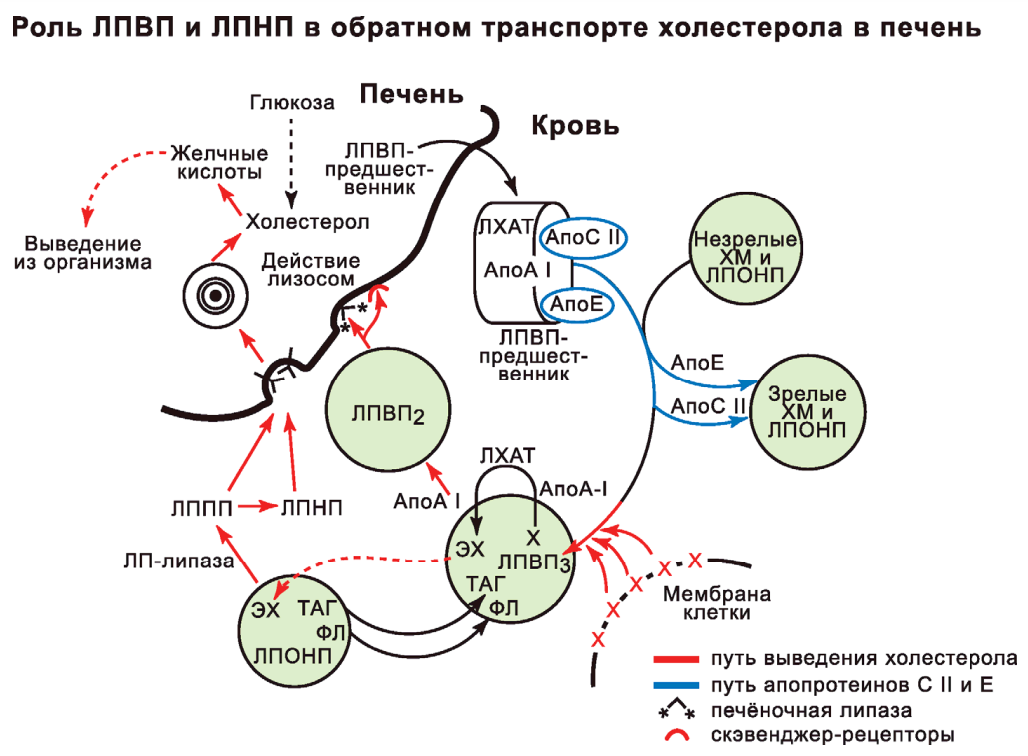 Роль ЛПВП и ЛПНП в обратном транспорте холестерола в печень
Печень
Кровь
Глюкоза
Желчные
кислоты
ЛПВП-
предшест-
венник
Холестерол
Выведение
из организма
Действие
лизосом
ЛХАТ
АпоC II
АпоА I
АпоЕ
ЛПВП-
предшест-
венник
Незрелые
ХМ и
ЛПОНП
АпоЕ
АпоC II
Зрелые
ХМ и
ЛПОНП
ЛПВП2
ЛХАТ
АпоА I
АпоА-I
ЛППП
ЛПНП
ЛП-липаза
ЭХ
Х
ЛПВП3
ТАГ
ФЛ
ЭХ
ТАГ
ФЛ
ЛПОНП
Х
Х
Х
Х
Мембрана
клетки
путь выведения холестерола
путь апопротеинов С II и Е
печёночная липаза
скэвенджер-рецепторы